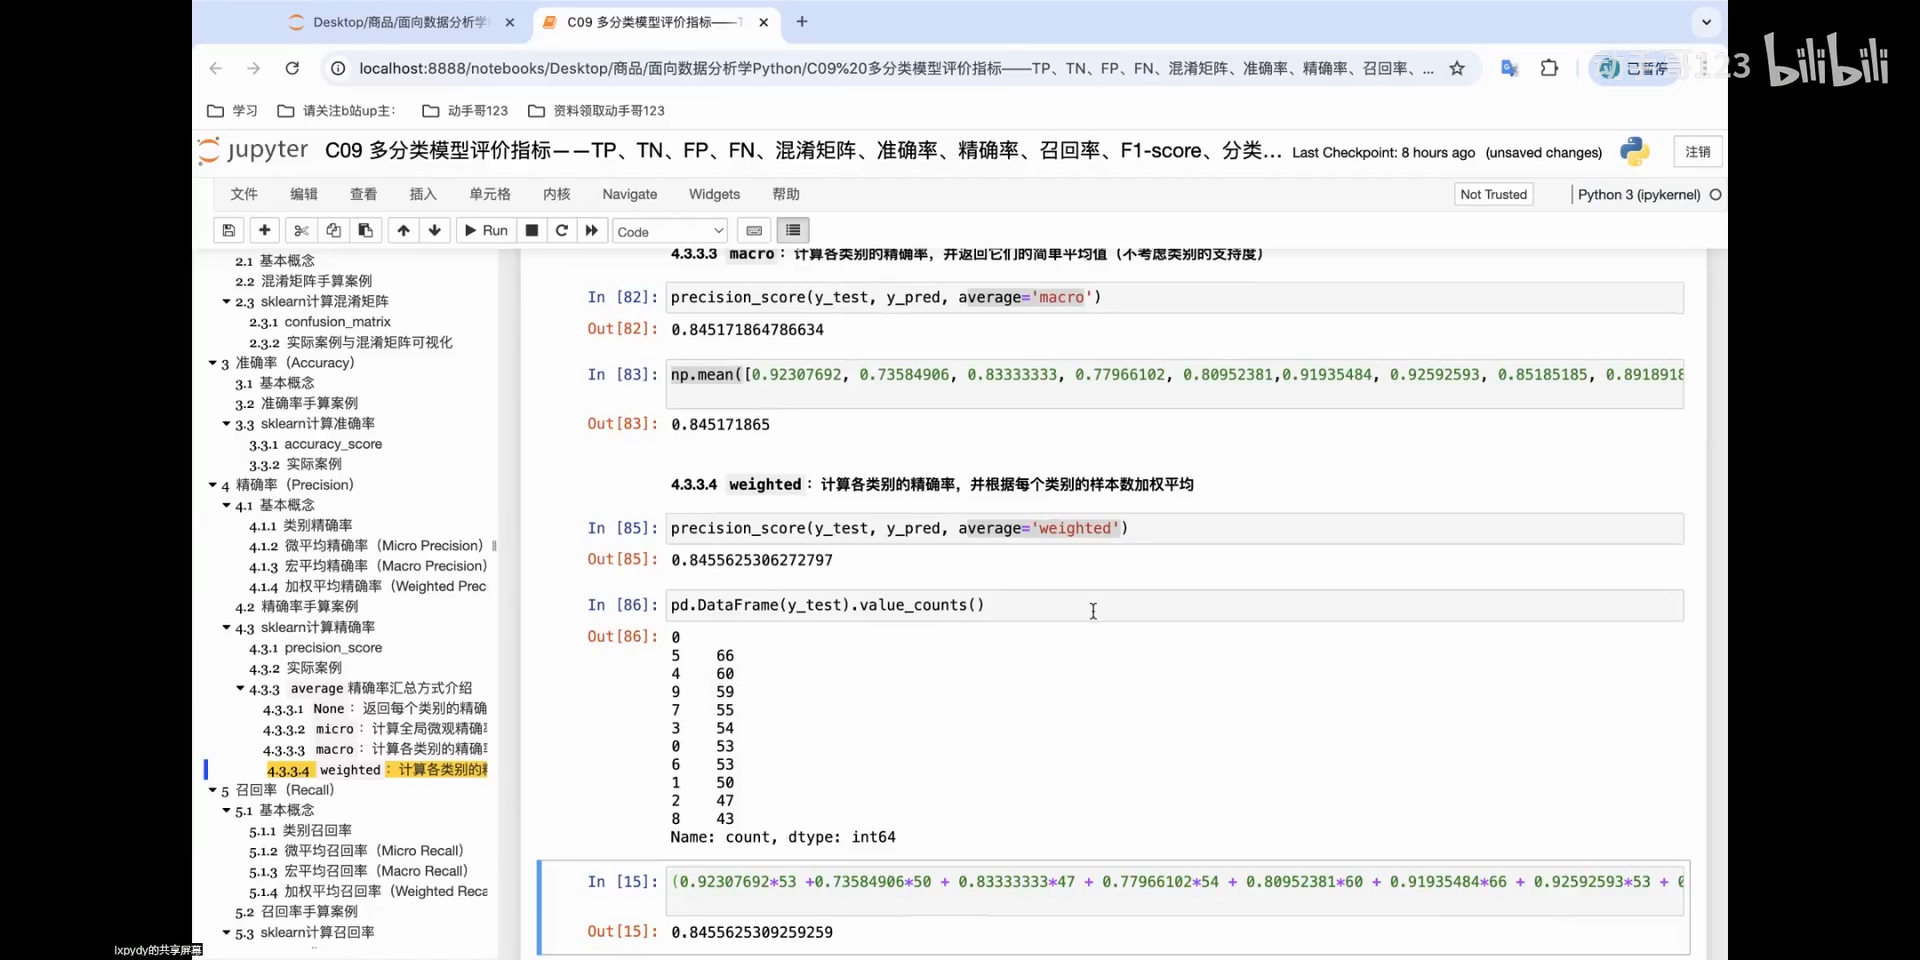 Desktop/商品/面向数据分析学
C09 多分类模型评价指标——T
localhost:8888/notebooks/Desktop/商品/面向数据分析学Python/C09%20多分类模型评价指标——TP、TN、FP、FN、混淆矩阵、准确率、精确率、召回率、...
已暂停
哥123
bilibili
学习
请关注b站up主:
动手哥123
资料领取动手哥123
jupyter
C09 多分类模型评价指标——TP、TN、FP、FN、混淆矩阵、准确率、精确率、召回率、F1-score、分类...
Last Checkpoint: 8 hours ago
(unsaved changes)
注销
文件
编辑
查看
插入
单元格
内核
Navigate
Widgets
帮助
Not Trusted
Python 3 (ipykernel)
Run
Code
2.1 基本概念
2.2 混淆矩阵手算案例
2.3 sklearn计算混淆矩阵
2.3.1 confusion_matrix
2.3.2 实际案例与混淆矩阵可视化
3 准确率（Accuracy）
3.1 基本概念
3.2 准确率手算案例
3.3 sklearn计算准确率
3.3.1 accuracy_score
3.3.2 实际案例
4 精确率（Precision）
4.1 基本概念
4.1.1 类别精确率
4.1.2 微平均精确率（Micro Precision）
4.1.3 宏平均精确率（Macro Precision）
4.1.4 加权平均精确率（Weighted Prec
4.2 精确率手算案例
4.3 sklearn计算精确率
4.3.1 precision_score
4.3.2 实际案例
4.3.3 average 精确率汇总方式介绍
4.3.3.1 None：返回每个类别的精确
4.3.3.2 micro：计算全局微观精确率
4.3.3.3 macro：计算各类别的精确率
4.3.3.4 weighted：计算各类别的精
5 召回率（Recall）
5.1 基本概念
5.1.1 类别召回率
5.1.2 微平均召回率（Micro Recall）
5.1.3 宏平均召回率（Macro Recall）
5.1.4 加权平均召回率（Weighted Reca
5.2 召回率手算案例
5.3 sklearn计算召回率
4.3.3.3 macro：计算各类别的精确率，并返回它们的简单平均值（不考虑类别的支持度）
In [82]: precision_score(y_test, y_pred, average='macro')
Out[82]: 0.845171864786634
In [83]: np.mean([0.92307692, 0.73584906, 0.83333333, 0.77966102, 0.80952381,0.91935484, 0.92592593, 0.85185185, 0.8918918
Out[83]: 0.845171865
4.3.3.4 weighted：计算各类别的精确率，并根据每个类别的样本数加权平均
In [85]: precision_score(y_test, y_pred, average='weighted')
Out[85]: 0.8455625306272797
In [86]: pd.DataFrame(y_test).value_counts()
Out[86]: 0
5 66
4 60
9 59
7 55
3 54
0 53
6 53
1 50
2 47
8 43
Name: count, dtype: int64
In [15]: (0.92307692*53 +0.73584906*50 + 0.83333333*47 + 0.77966102*54 + 0.80952381*60 + 0.91935484*66 + 0.92592593*53 + 0
Out[15]: 0.8455625309259259
lxpydy的共享屏幕